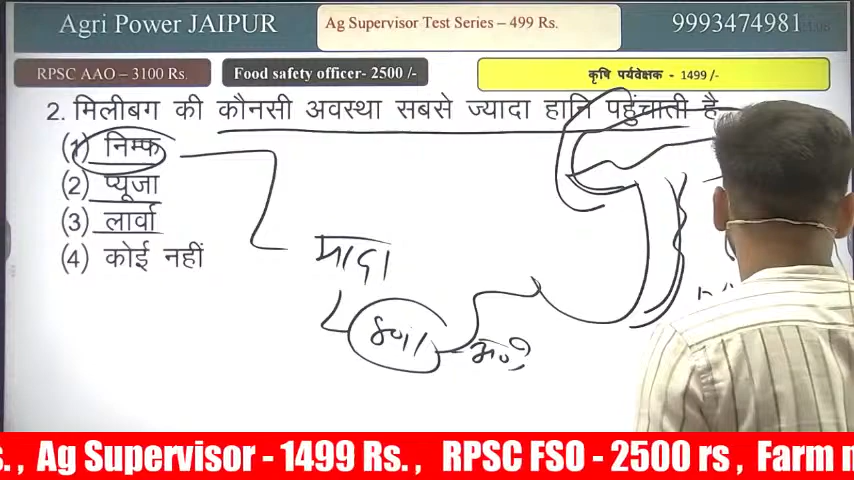 Agri Power JAIPUR
Ag Supervisor Test Series – 499 Rs.
9993474981
RPSC AAO – 3100 Rs.
Food safety officer- 2500 /-
कृषि पर्यवेक्षक - 1499 /-
2. मिलीबग की कौनसी अवस्था सबसे ज्यादा हानि पहुंचाती है
(1) निम्फ
(2) प्यूजा
(3) लार्वा
(4) कोई नहीं
मादा
s. , Ag Supervisor - 1499 Rs. , RPSC FSO - 2500 rs , Farm